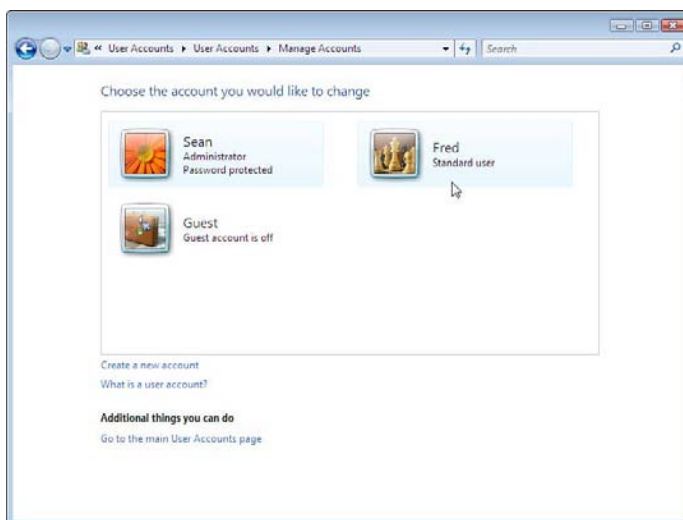 « User Accounts ▸ User Accounts ▸ Manage Accounts
Search
Choose the account you would like to change
Sean
Administrator
Password protected
Fred
Standard user
Guest
Guest account is off
Create a new account
What is a user account?
Additional things you can do
Go to the main User Accounts page